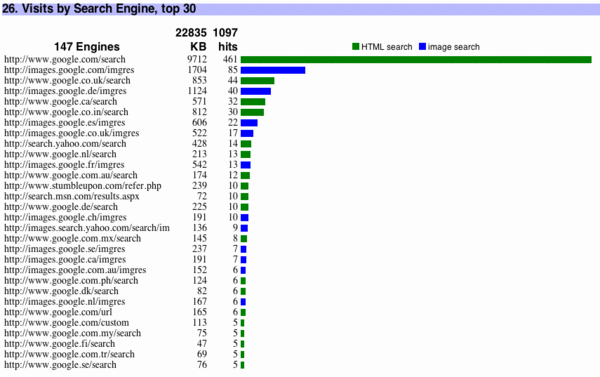 26. Visits by Search Engine, top 30
22835 1097
147 Engines KB hits HTML search image search
http://www.google.com/search 9712 461
http://images.google.com/imgres 1704 85
http://www.google.co.uk/search 853 44
http://images.google.de/imgres 1124 40
http://www.google.ca/search 571 32
http://www.google.co.in/search 812 30
http://images.google.es/imgres 606 22
http://images.google.co.uk/imgres 522 17
http://search.yahoo.com/search 428 14
http://www.google.nl/search 213 13
http://images.google.fr/imgres 542 13
http://www.google.com.au/search 174 12
http://www.stumbleupon.com/refer.php 239 10
http://search.msn.com/results.aspx 72 10
http://www.google.de/search 225 10
http://images.google.ch/imgres 191 10
http://images.search.yahoo.com/search/im 136 9
http://www.google.com.mx/search 145 8
http://images.google.se/imgres 237 7
http://images.google.ca/imgres 191 7
http://images.google.com.au/imgres 152 6
http://www.google.com.ph/search 124 6
http://www.google.dk/search 82 6
http://images.google.nl/imgres 167 6
http://www.google.com/url 165 6
http://www.google.com/custom 113 5
http://www.google.com.my/search 75 5
http://www.google.fi/search 47 5
http://www.google.com.tr/search 69 5
http://www.google.se/search 76 5